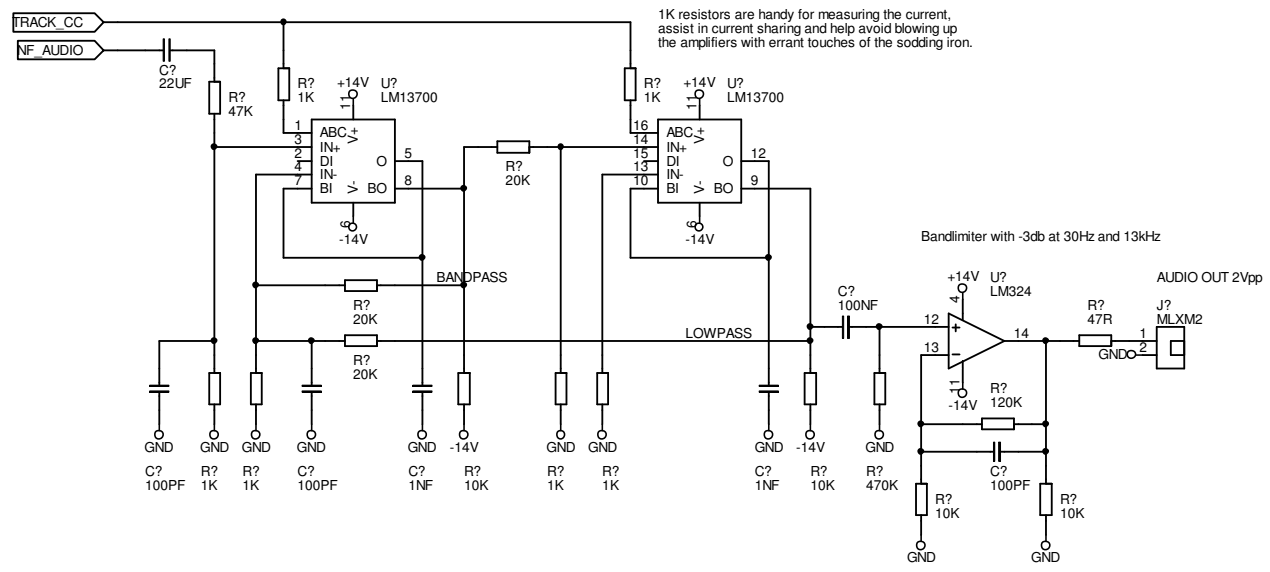 TRACK_CC
NF_AUDIO
1K resistors are handy for measuring the current,
assist in current sharing and help avoid blowing up
the amplifiers with errant touches of the sodding iron.
C?
22UF
R?
47K
R?
1K
+14V
11
U?
LM13700
1
3
2
4
7
ABC
IN+
DI
IN-
BI
V+
V-
O
BO
5
8
6
-14V
R?
20K
R?
1K
+14V
11
U?
LM13700
16
14
15
13
10
ABC
IN+
DI
IN-
BI
V+
V-
O
BO
12
9
6
-14V
BANDPASS
R?
20K
LOWPASS
R?
20K
Bandlimiter with -3db at 30Hz and 13kHz
C?
100NF
+14V
4
U?
LM324
12
13
+
-
14
11
-14V
R?
47R
AUDIO OUT 2Vpp
J?
MLXM2
1
2
GND
R?
120K
C?
100PF
R?
10K
R?
10K
GND
GND
GND
GND
GND
GND
GND
-14V
GND
GND
GND
-14V
GND
C?
100PF
R?
1K
R?
1K
C?
100PF
C?
1NF
R?
10K
R?
1K
R?
1K
C?
1NF
R?
10K
R?
470K